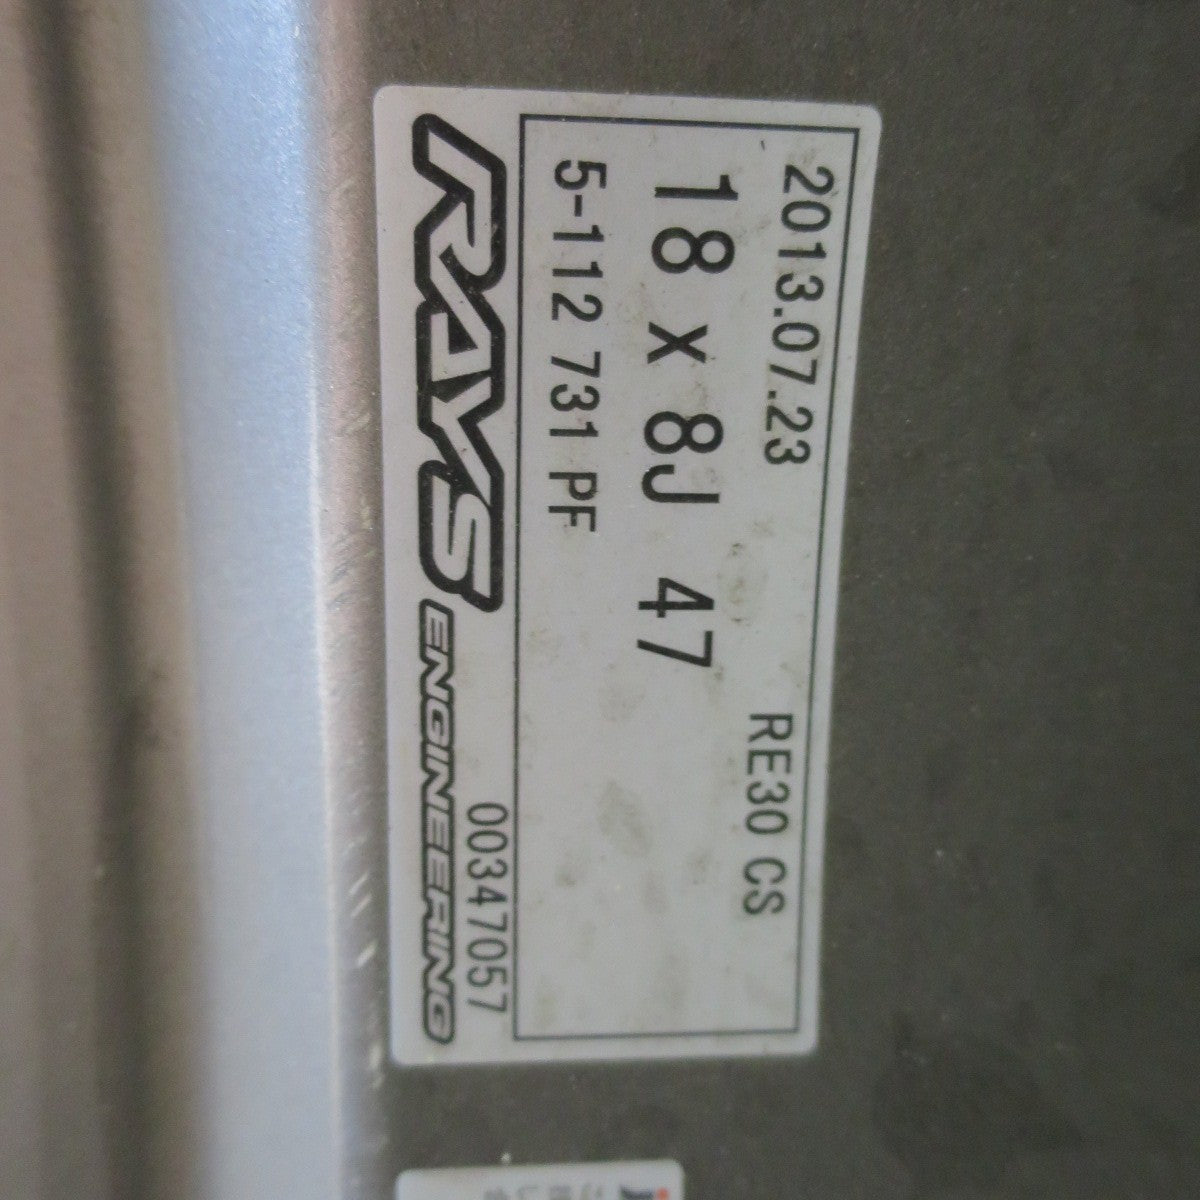 2013.07.23 RE30 CS
18 x 8J 47
5-112 731 PF
RAYS ENGINEERING
00347057